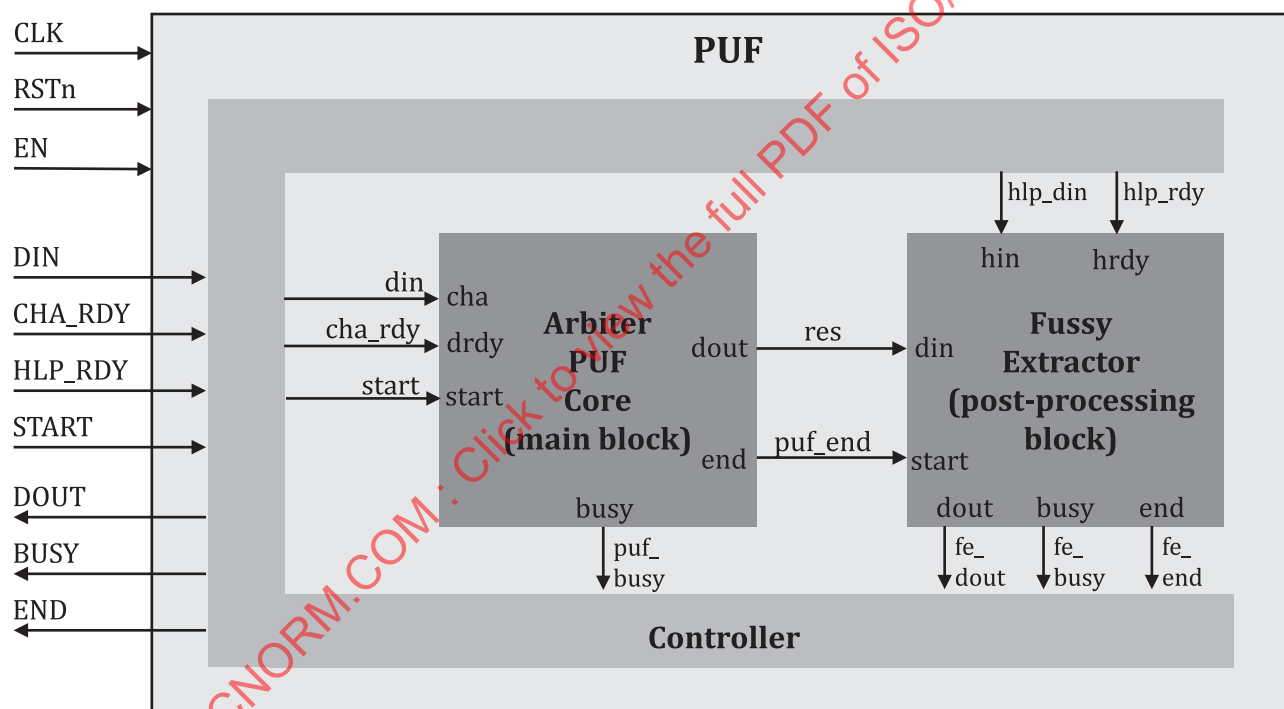 PUF
CLK
RSTn
EN
DIN
CHA_RDY
HLP_RDY
START
DOUT
BUSY
END
hlp_din
hlp_rdy
din
cha_rdy
start
cha
drdy
start
Arbiter
PUF
Core
(main block)
dout
end
busy
res
puf_end
hin
hrdy
din
start
Fussy
Extractor
(post-processing
block)
dout
busy
end
puf_
busy
fe_
dout
fe_
busy
fe_
end
Controller
CNORM.COM : Click to view the full PDF of ISO/